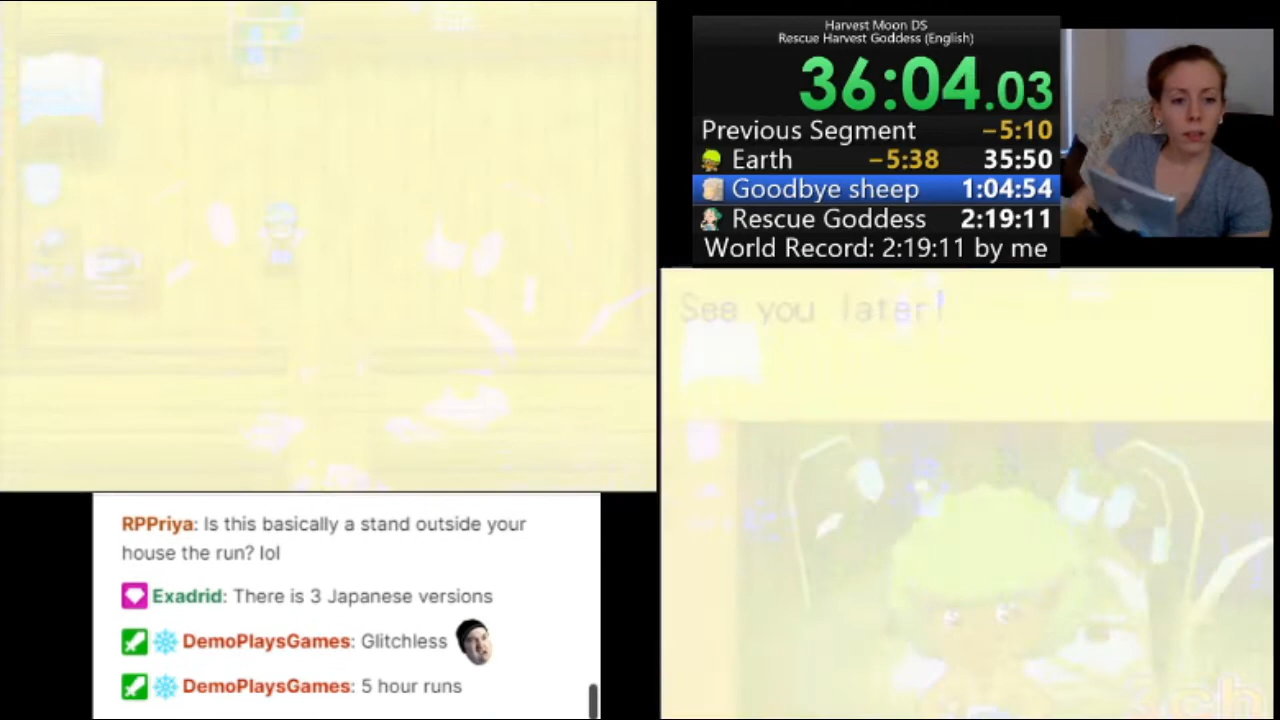 Harvest Moon DS
Rescue Harvest Goddess (English)
36:04.03
Previous Segment −5:10
Earth −5:38 35:50
Goodbye sheep 1:04:54
Rescue Goddess 2:19:11
World Record: 2:19:11 by me
See you later!
RPPriya: Is this basically a stand outside your
house the run? lol
Exadrid: There is 3 Japanese versions
DemoPlaysGames: Glitchless
DemoPlaysGames: 5 hour runs